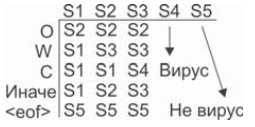 S1 S2 S3 S4 S5
O S2 S2 S2
W S1 S3 S3
C S1 S1 S4 Вирус
Иначе S1 S2 S3
<eof> S5 S5 S5 Не вирус